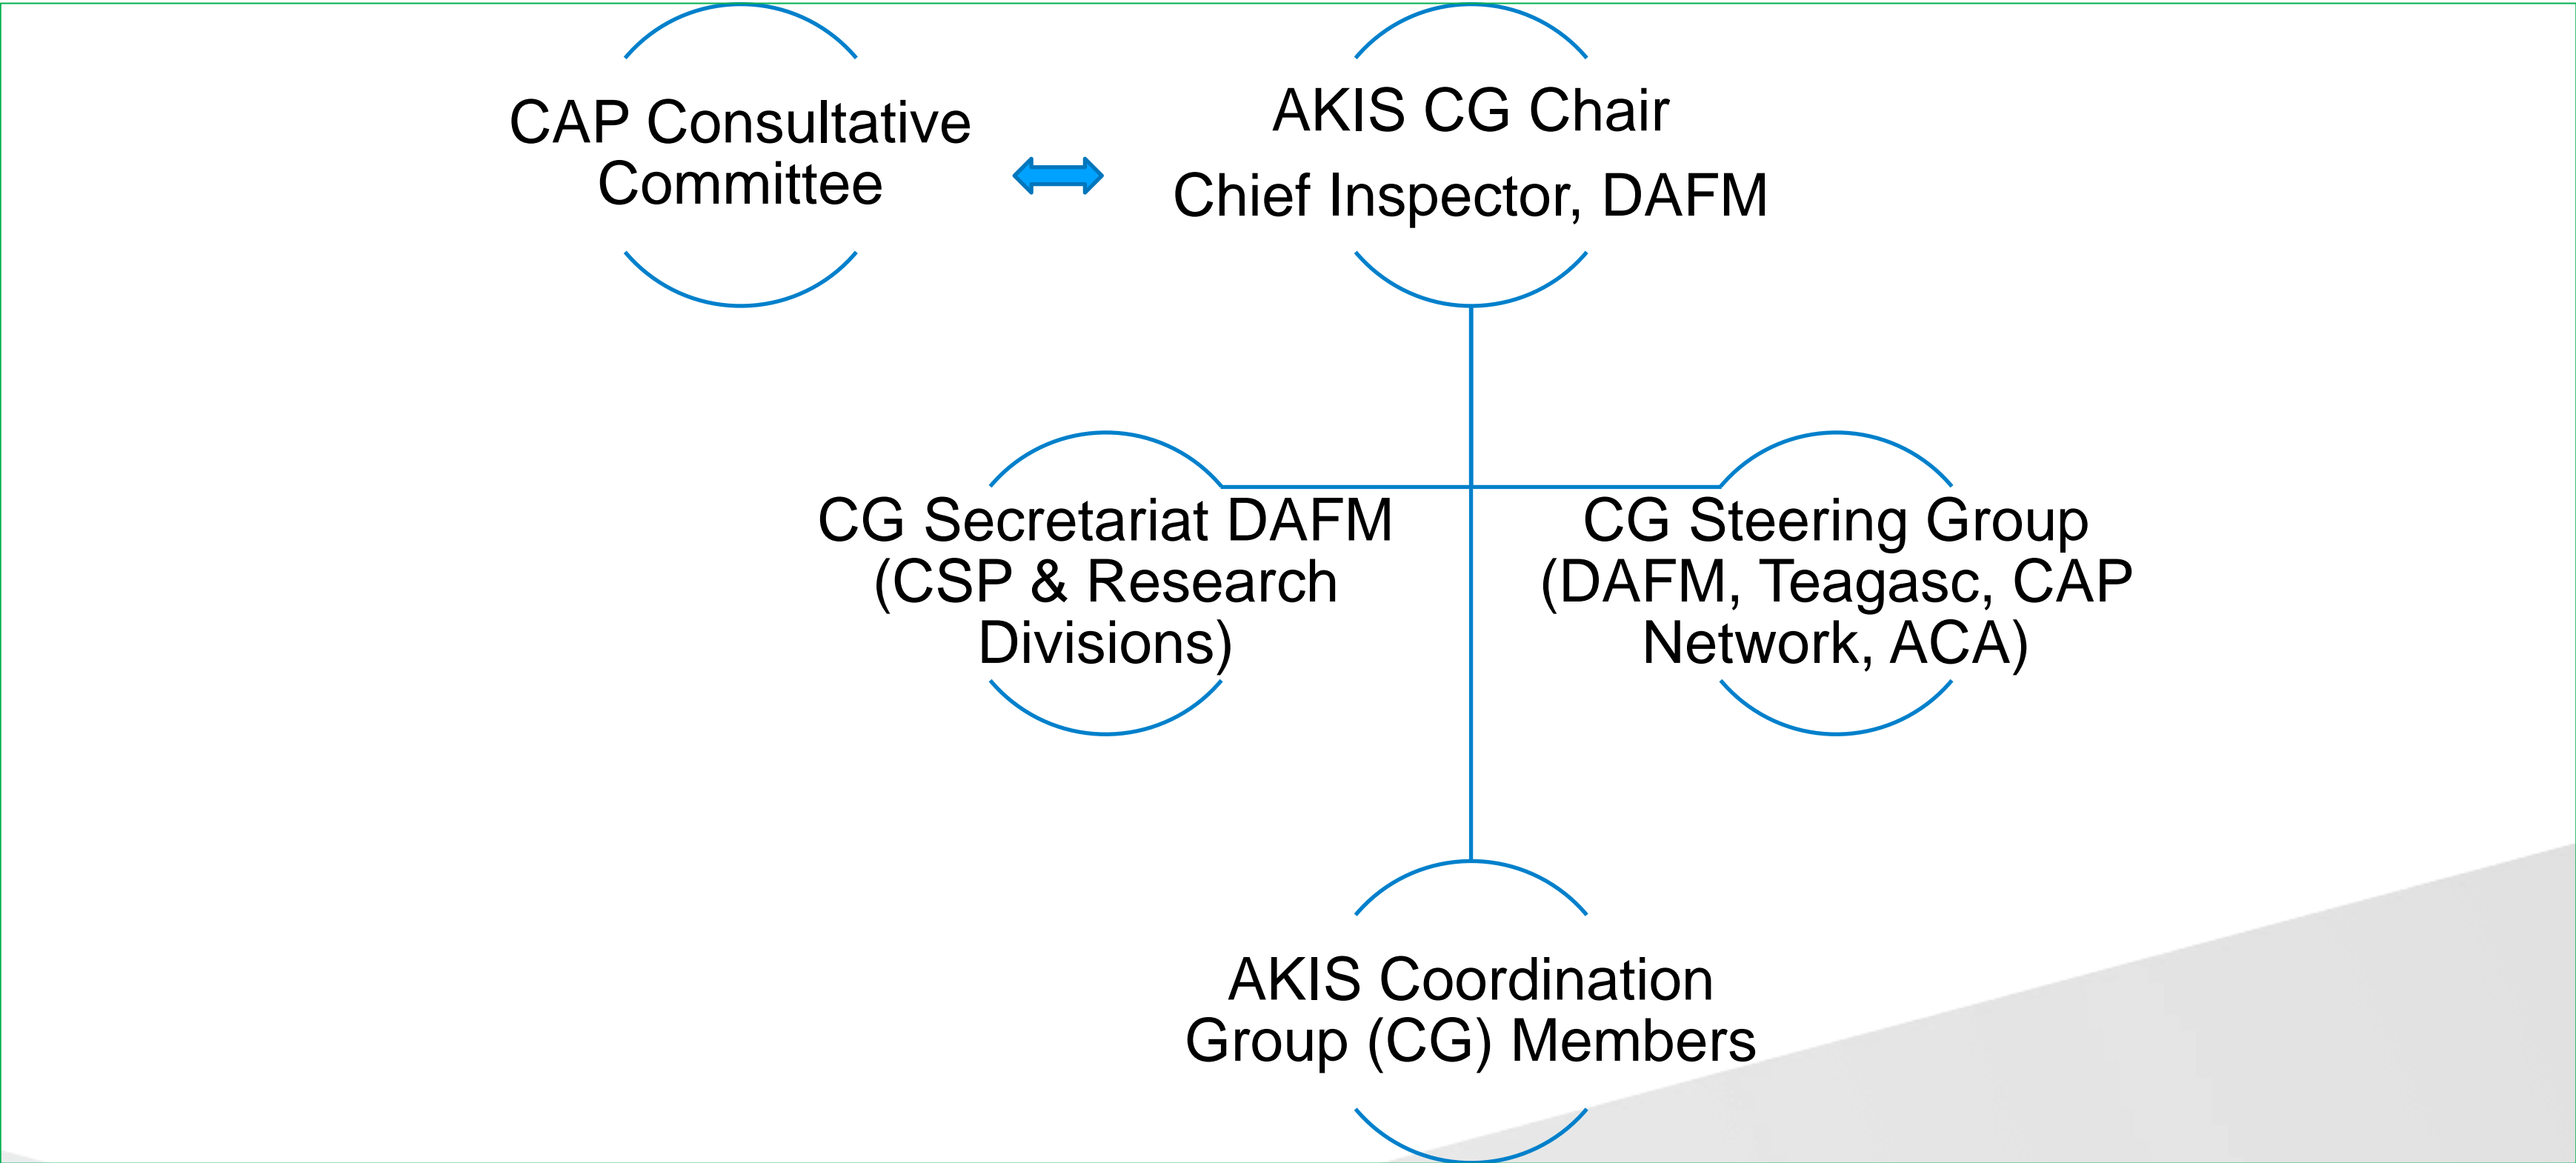 CAP Consultative
Committee
AKIS CG Chair
Chief Inspector, DAFM
CG Secretariat DAFM
(CSP & Research
Divisions)
CG Steering Group
(DAFM, Teagasc, CAP
Network, ACA)
AKIS Coordination
Group (CG) Members